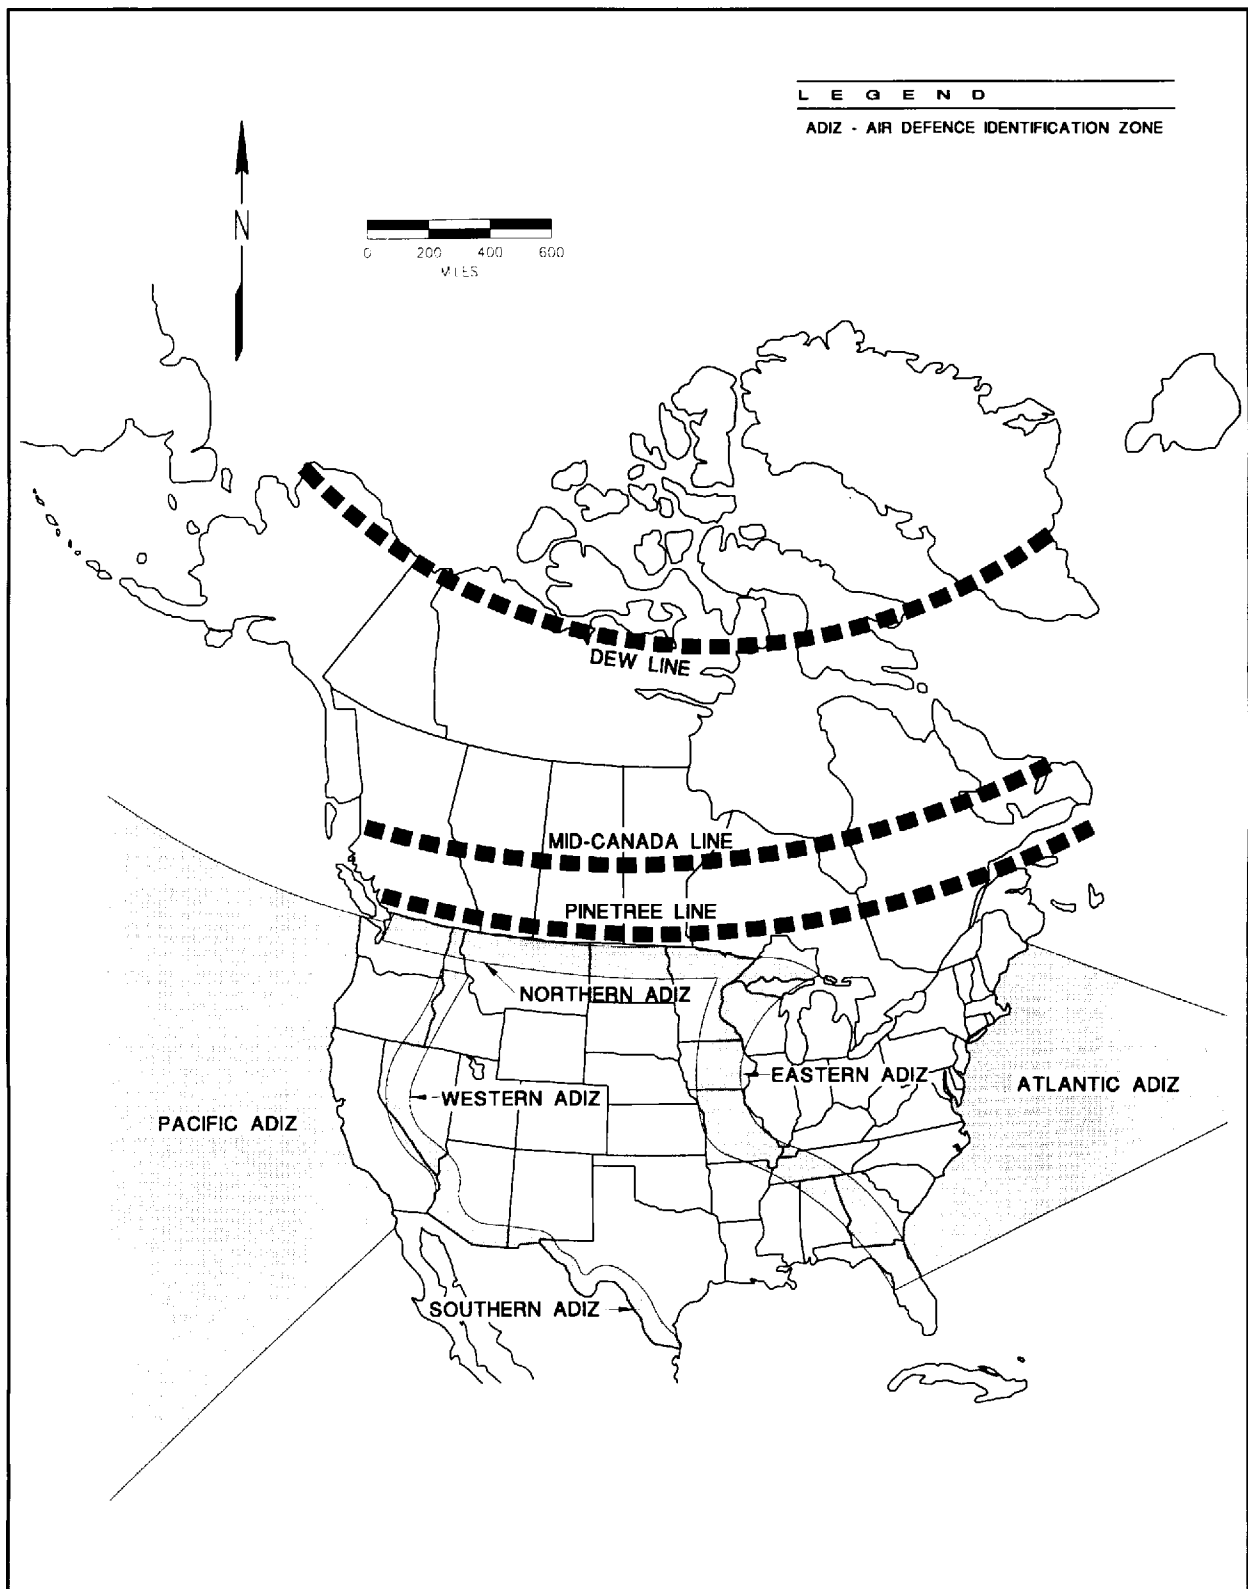 LEGEND
ADIZ - AIR DEFENCE IDENTIFICATION ZONE
N
0 200 400 600
MILES
DEW LINE
MID-CANADA LINE
PINETREE LINE
NORTHERN ADIZ
EASTERN ADIZ
ATLANTIC ADIZ
WESTERN ADIZ
PACIFIC ADIZ
SOUTHERN ADIZ